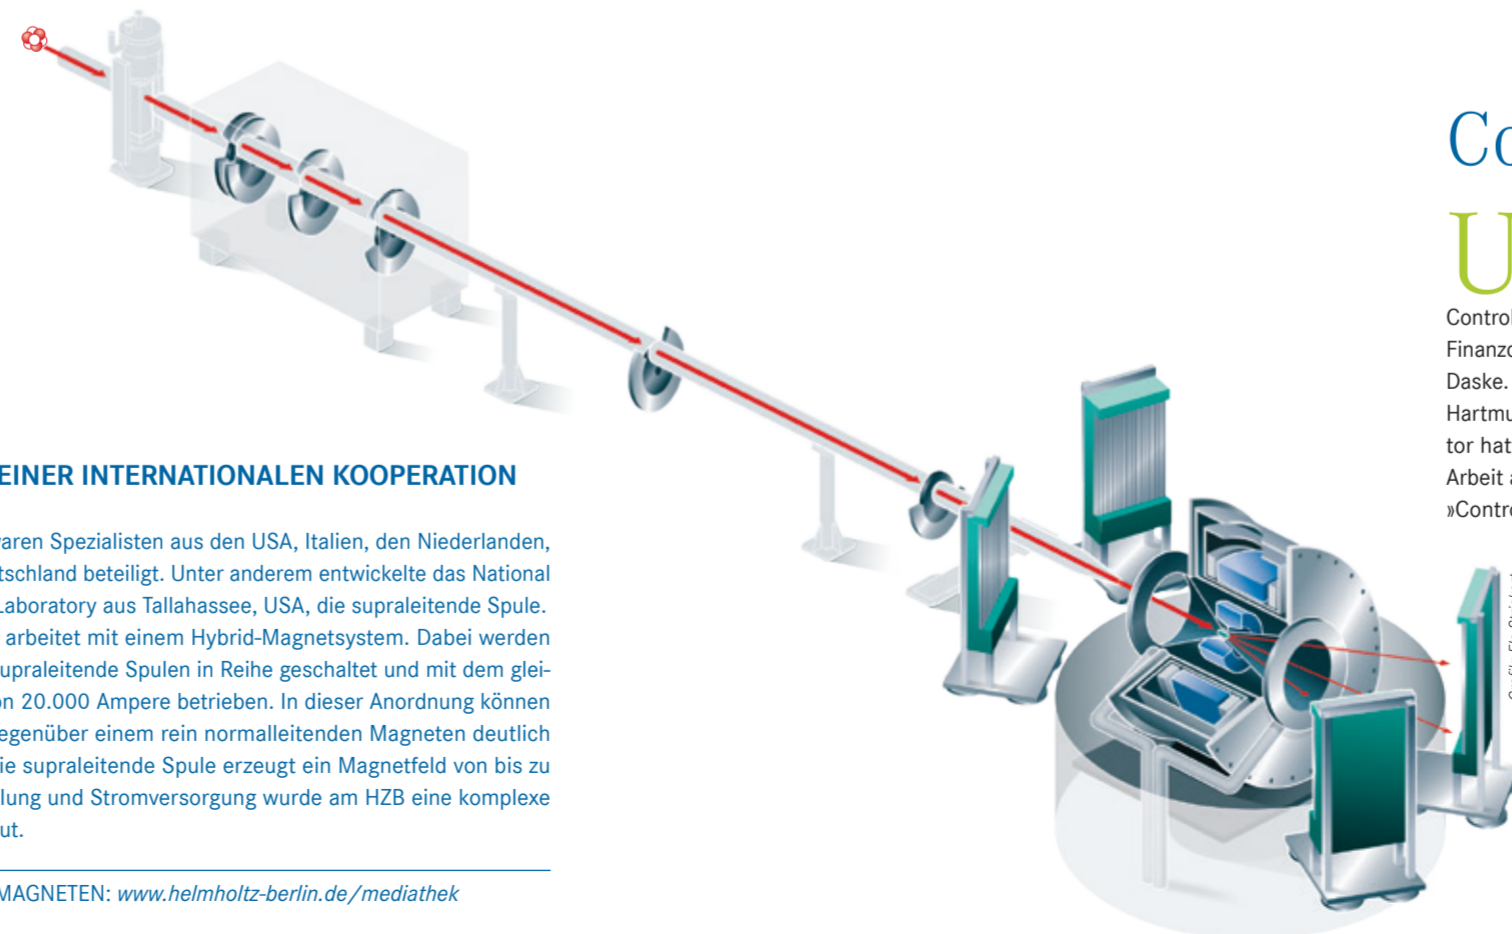 EINER INTERNATIONALEN KOOPERATION
waren Spezialisten aus den USA, Italien, den Niederlanden,
tschland beteiligt. Unter anderem entwickelte das National
Laboratory aus Tallahassee, USA, die supraleitende Spule.
arbeitet mit einem Hybrid-Magnetsystem. Dabei werden
supraleitende Spulen in Reihe geschaltet und mit dem glei-
on 20.000 Ampere betrieben. In dieser Anordnung können
egenüber einem rein normalleitenden Magneten deutlich
ie supraleitende Spule erzeugt ein Magnetfeld von bis zu
lung und Stromversorgung wurde am HZB eine komplexe
ut.
MAGNETEN: www.helmholtz-berlin.de/mediathek
Co
U
Control
Finanzo
Daske.
Hartmu
tor hat
Arbeit a
»Contro